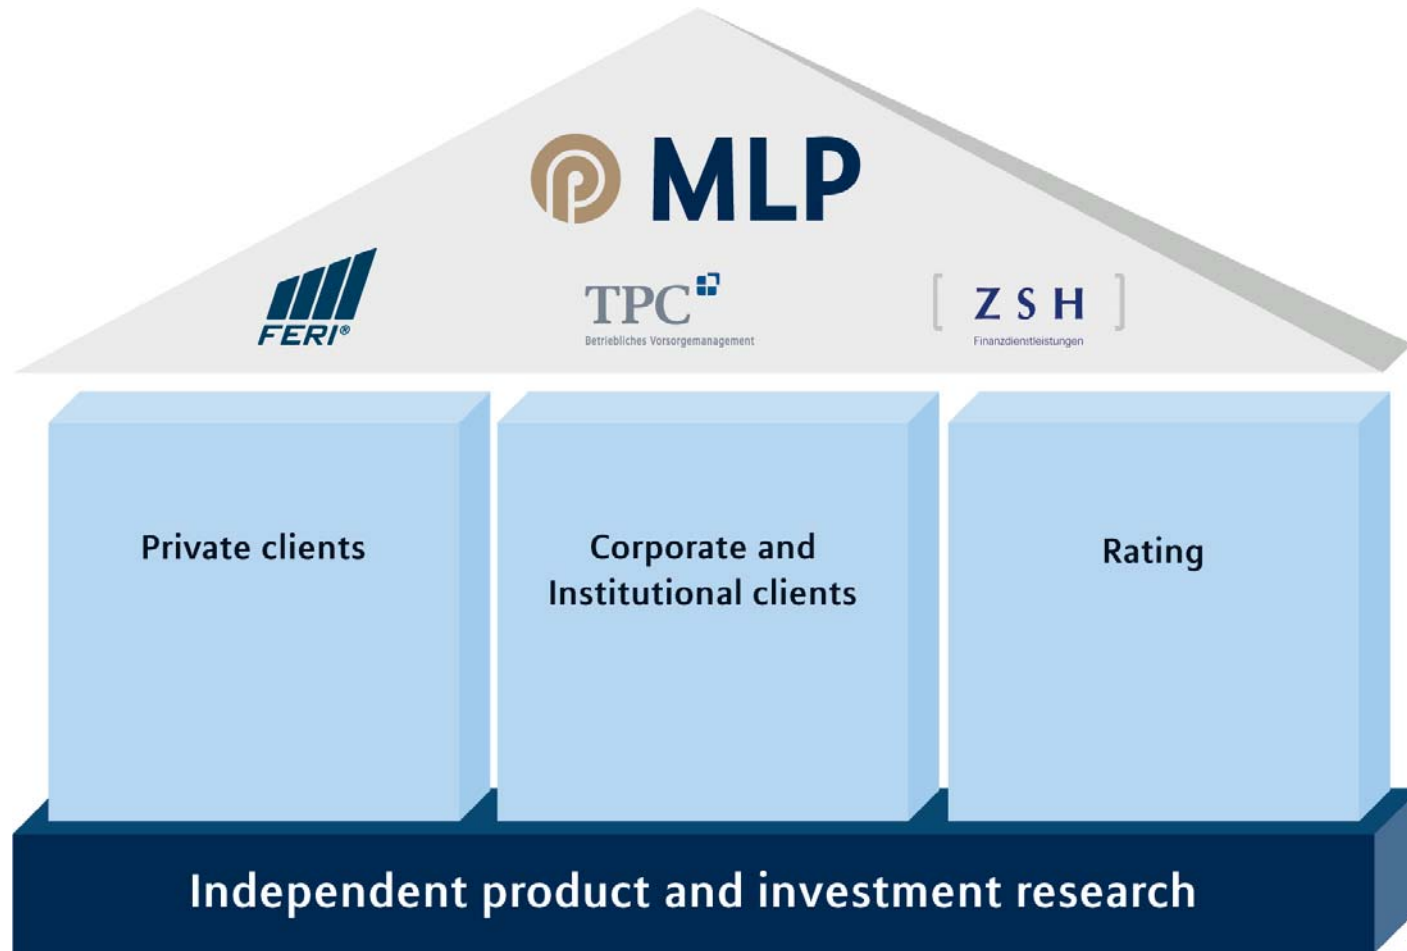 MLP
FERI®
TPC
Betriebliches Vorsorgemanagement
[ Z S H ]
Finanzdienstleistungen
Private clients
Corporate and
Institutional clients
Rating
Independent product and investment research